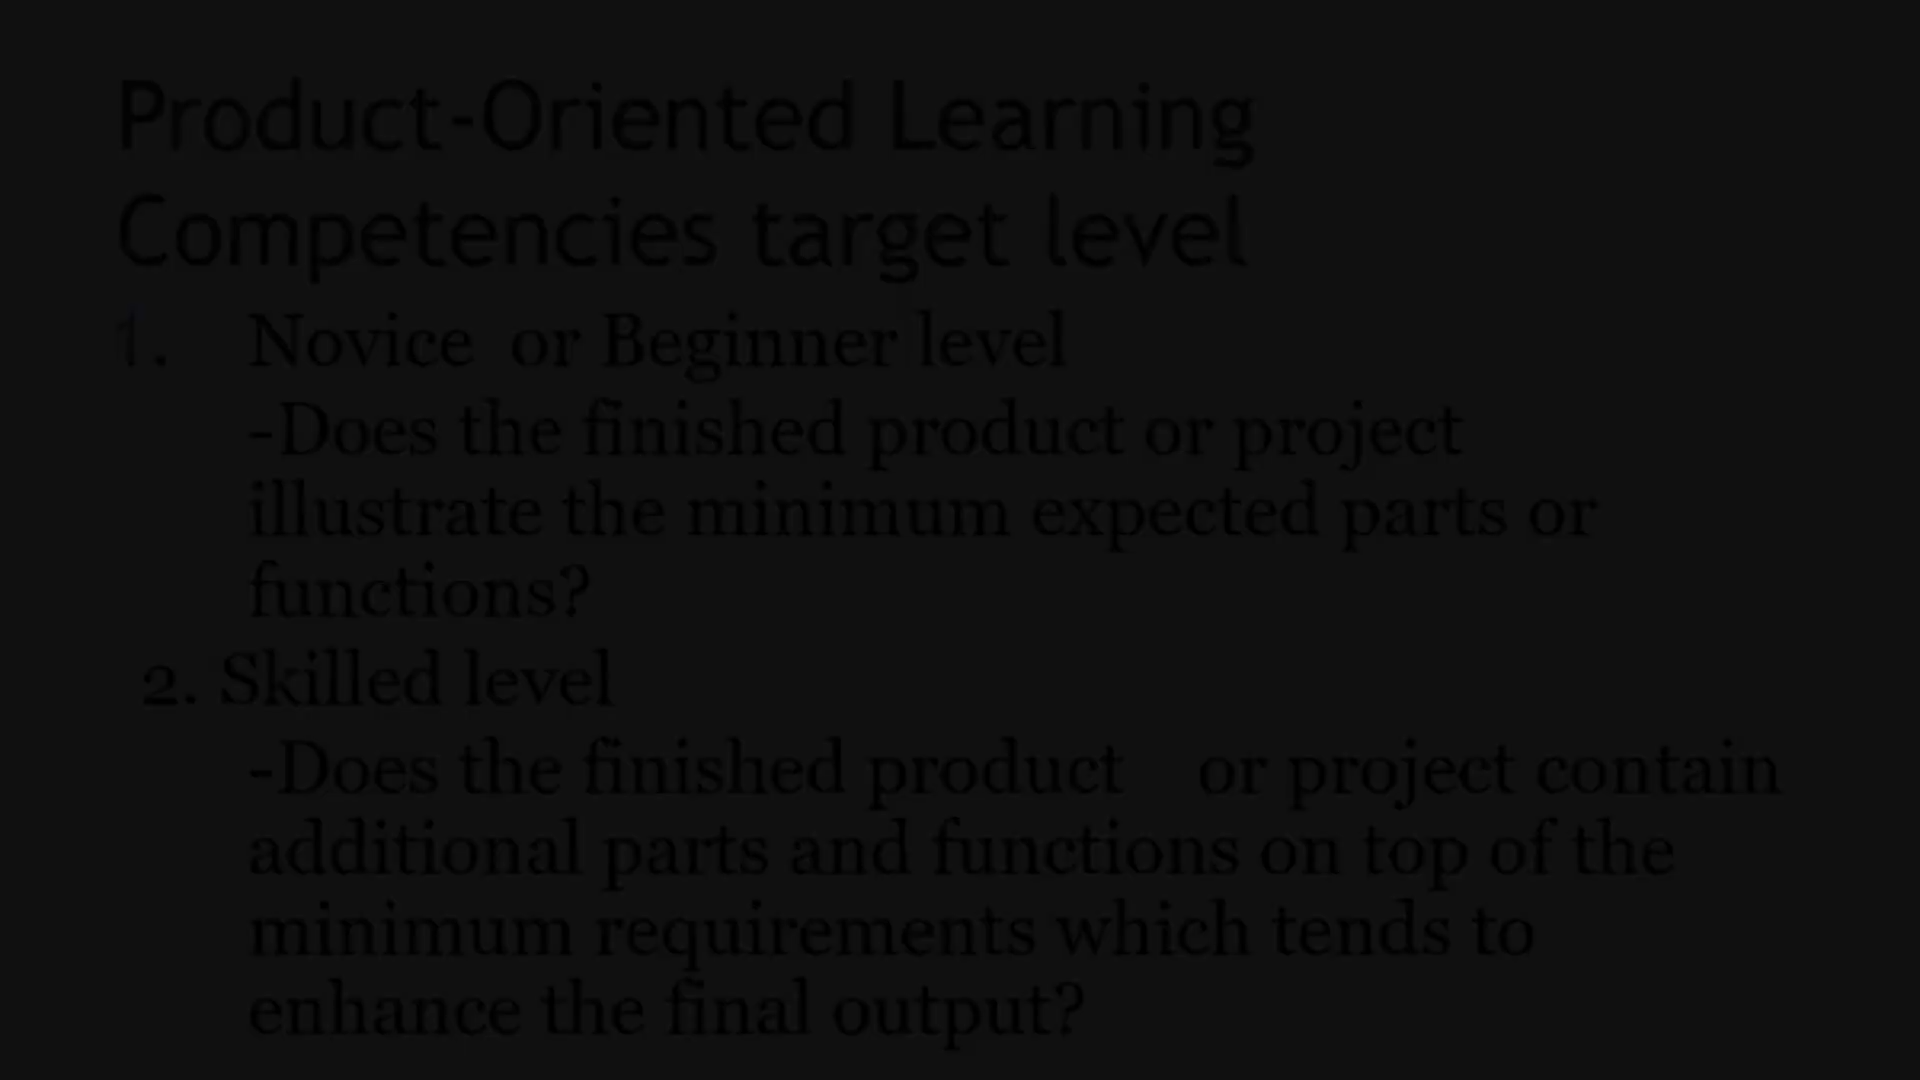 Product-Oriented Learning
Competencies target level
1. Novice or Beginner level
-Does the finished product or project
illustrate the minimum expected parts or
functions?
2. Skilled level
-Does the finished product or project contain
additional parts and functions on top of the
minimum requirements which tends to
enhance the final output?